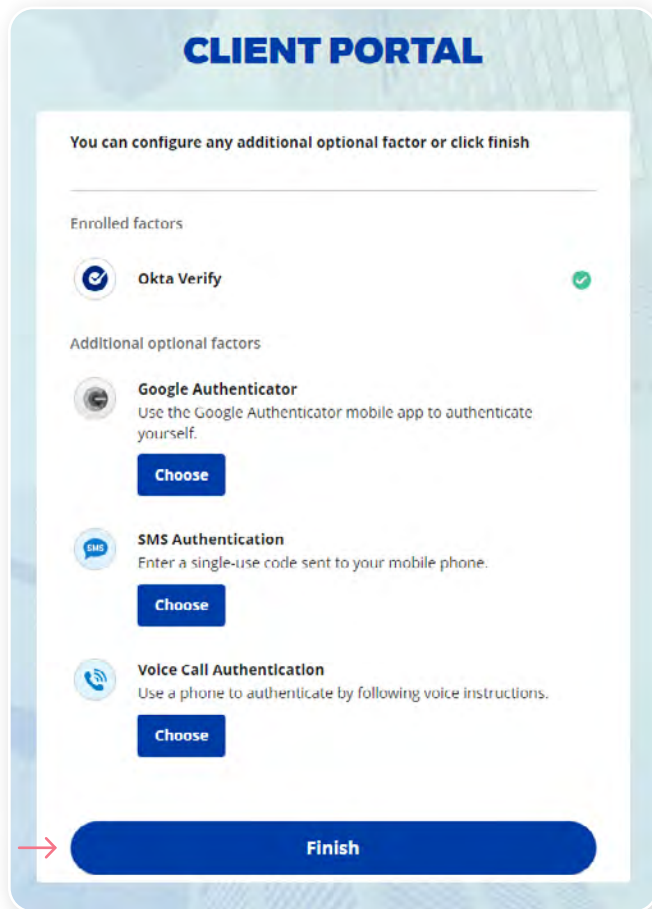 CLIENT PORTAL
You can configure any additional optional factor or click finish
Enrolled factors
Okta Verify
Additional optional factors
Google Authenticator
Use the Google Authenticator mobile app to authenticate
yourself.
Choose
SMS
SMS Authentication
Enter a single-use code sent to your mobile phone.
Choose
Voice Call Authentication
Use a phone to authenticate by following voice instructions.
Choose
Finish